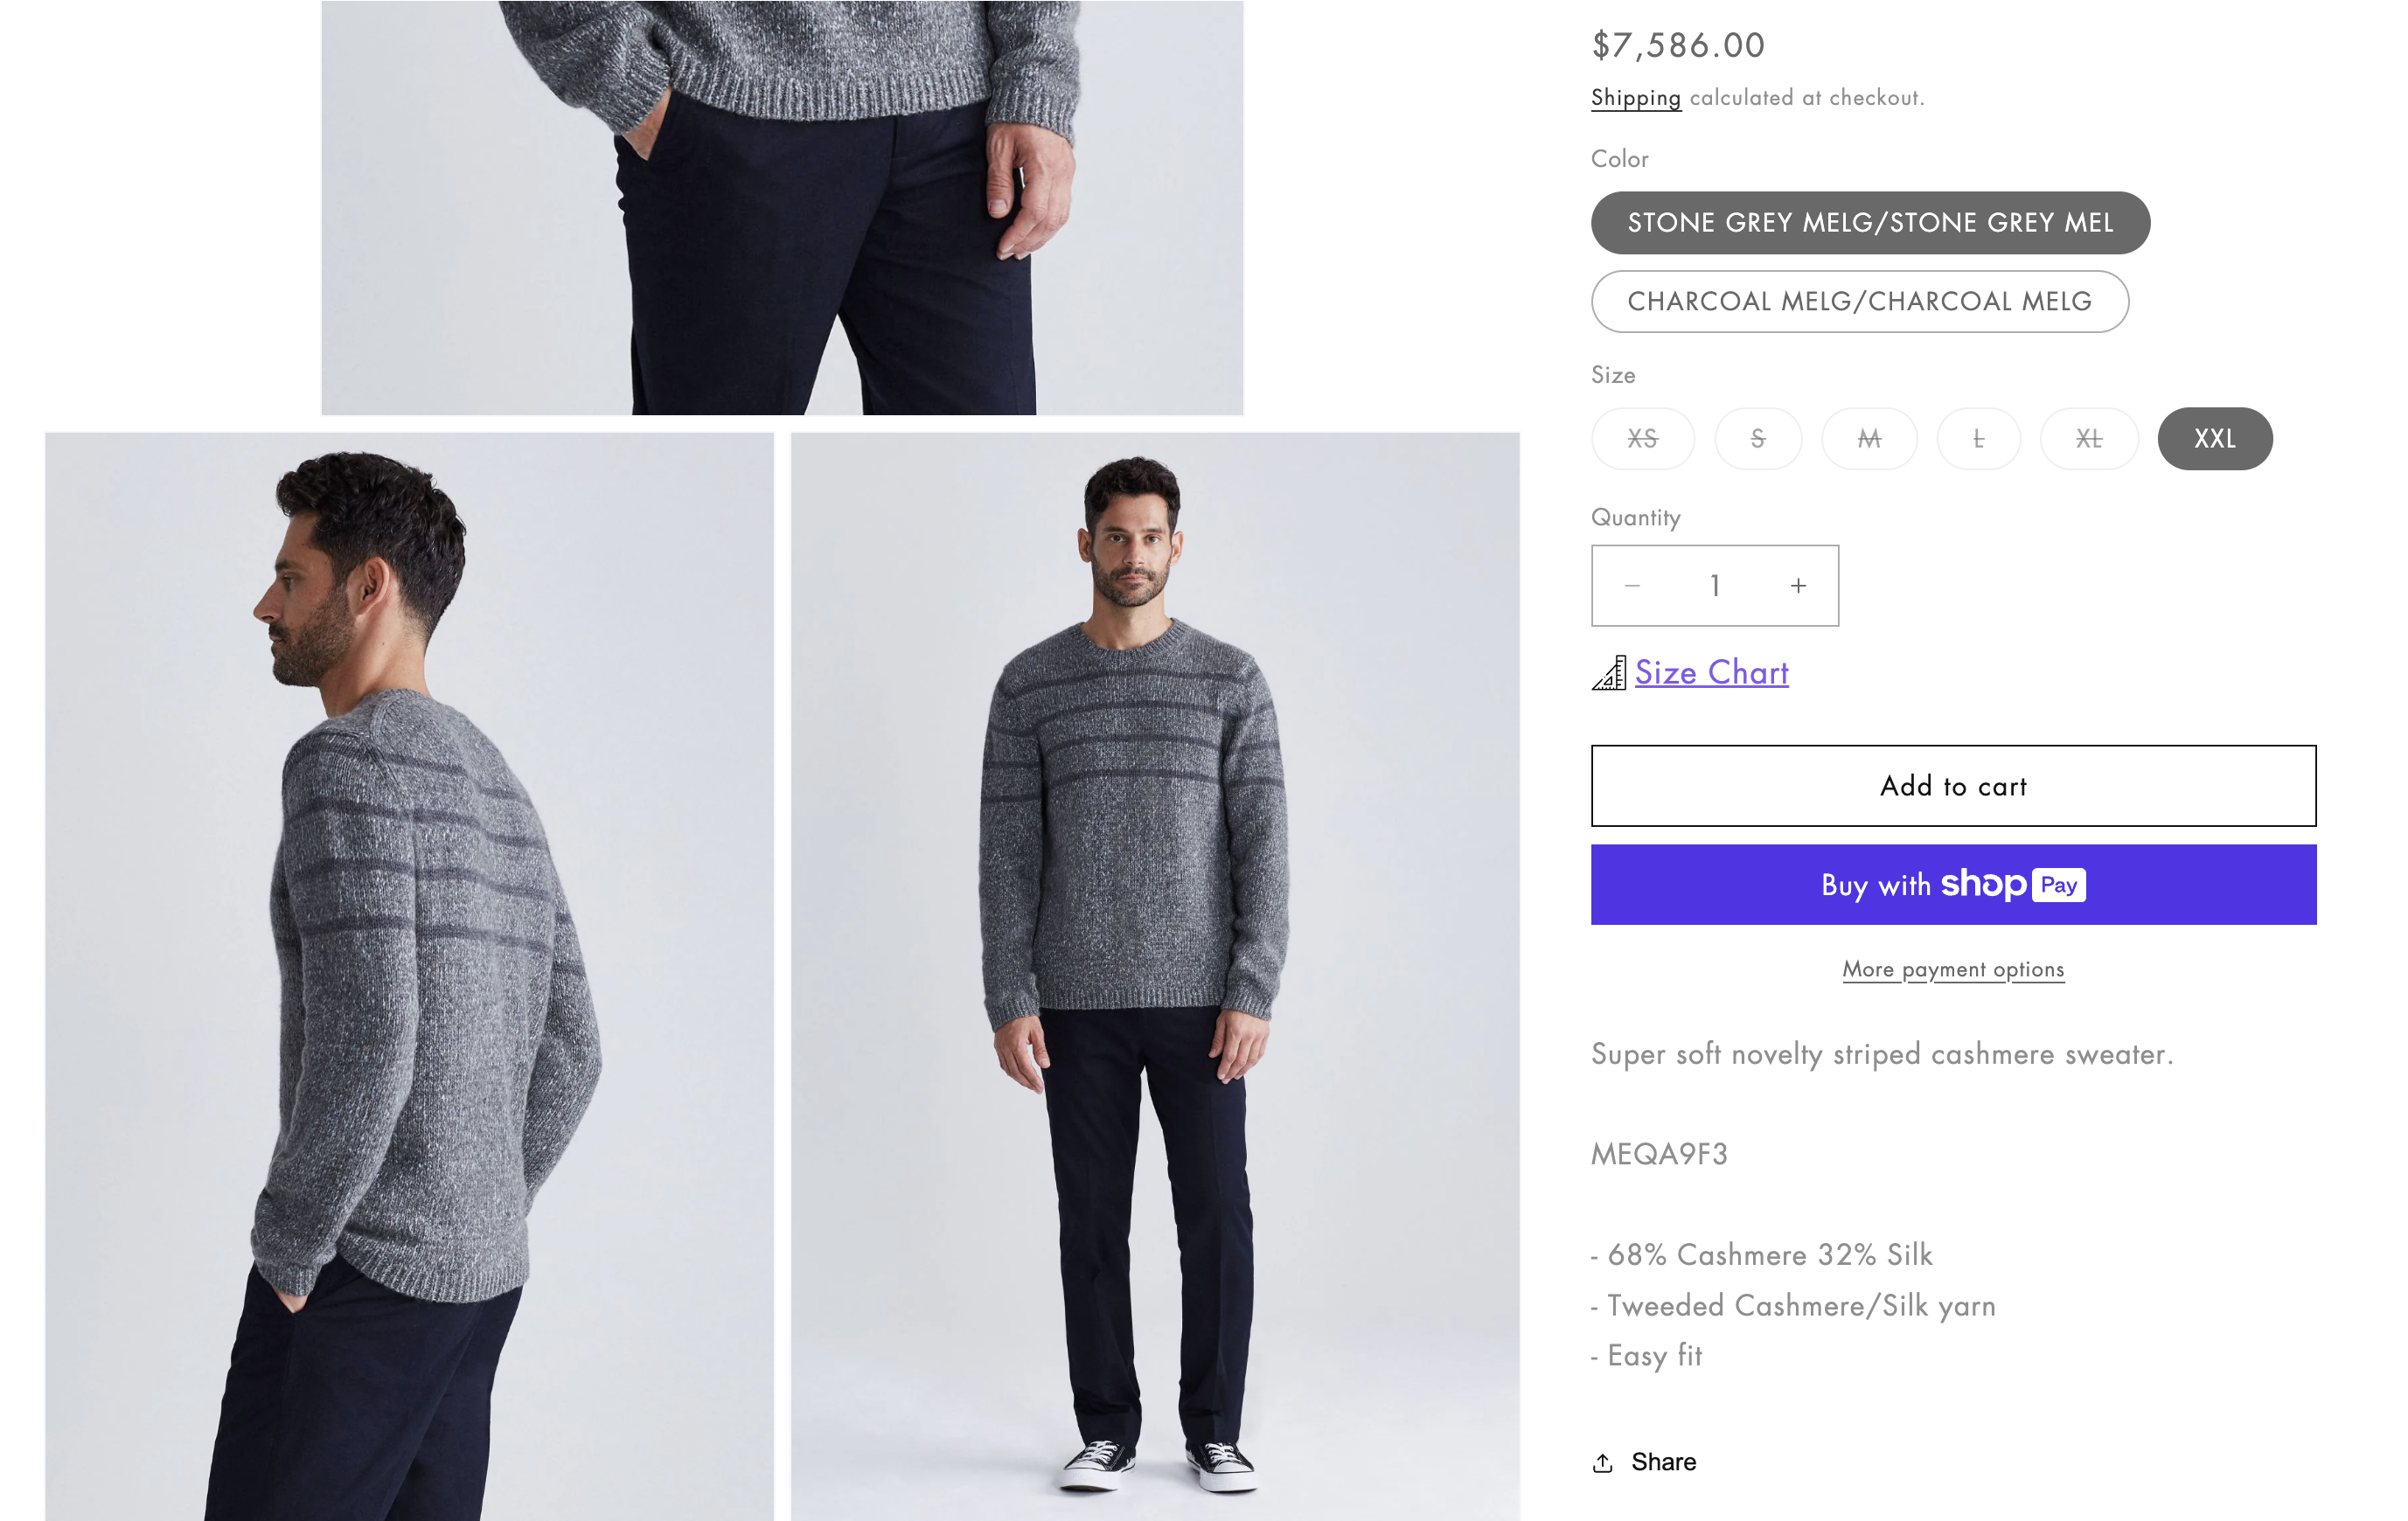 $7,586.00
Shipping calculated at checkout.
Color
STONE GREY MELG/STONE GREY MEL
CHARCOAL MELG/CHARCOAL MELG
Size
XS S M L XL XXL
Quantity
− 1 +
Size Chart
Add to cart
Buy with shop Pay
More payment options
Super soft novelty striped cashmere sweater.
MEQA9F3
- 68% Cashmere 32% Silk
- Tweeded Cashmere/Silk yarn
- Easy fit
Share